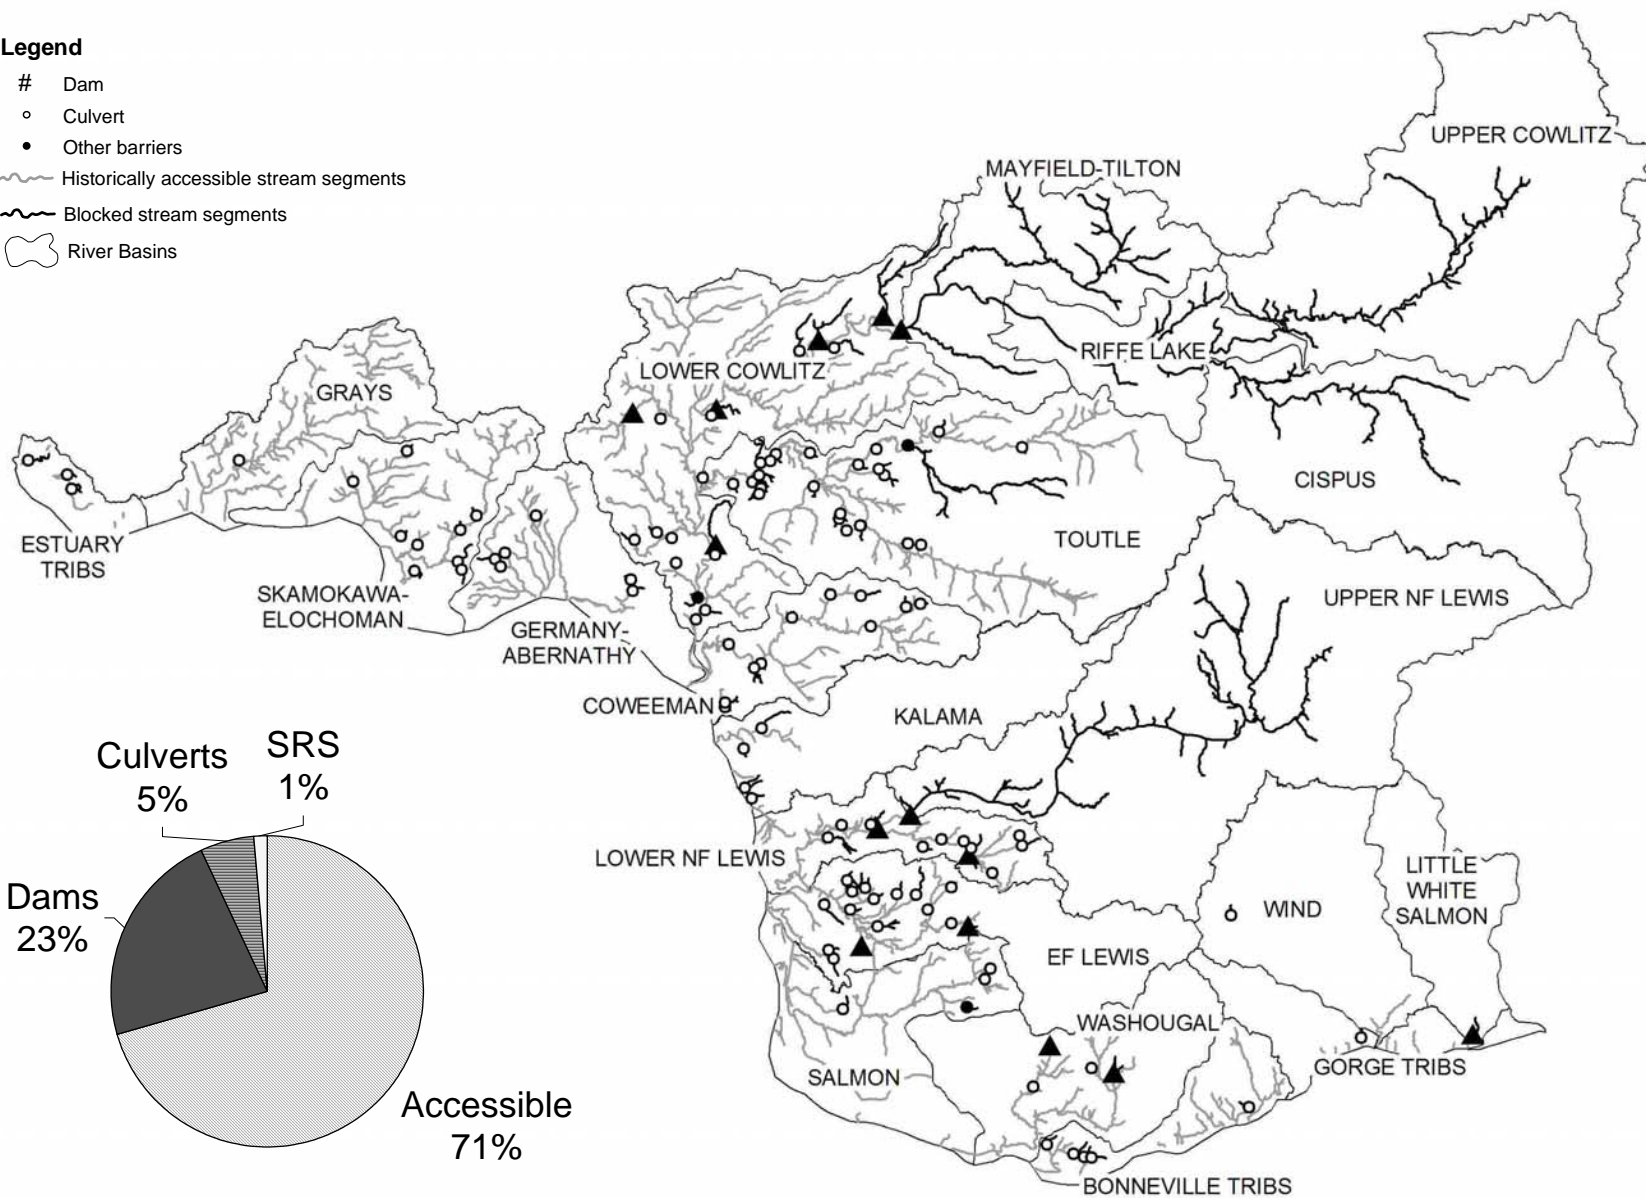 Legend
# Dam
Culvert
Other barriers
Historically accessible stream segments
Blocked stream segments
River Basins
UPPER COWLITZ
MAYFIELD-TILTON
RIFFE LAKE
LOWER COWLITZ
GRAYS
CISPUS
ESTUARY
TRIBS
TOUTLE
SKAMOKAWA-
ELOCHOMAN
UPPER NF LEWIS
GERMANY-
ABERNATHY
COWEEMAN
KALAMA
LOWER NF LEWIS
LITTLE
WHITE
SALMON
WIND
EF LEWIS
WASHOUGAL
GORGE TRIBS
SALMON
BONNEVILLE TRIBS
Culverts
5%
SRS
1%
Dams
23%
Accessible
71%